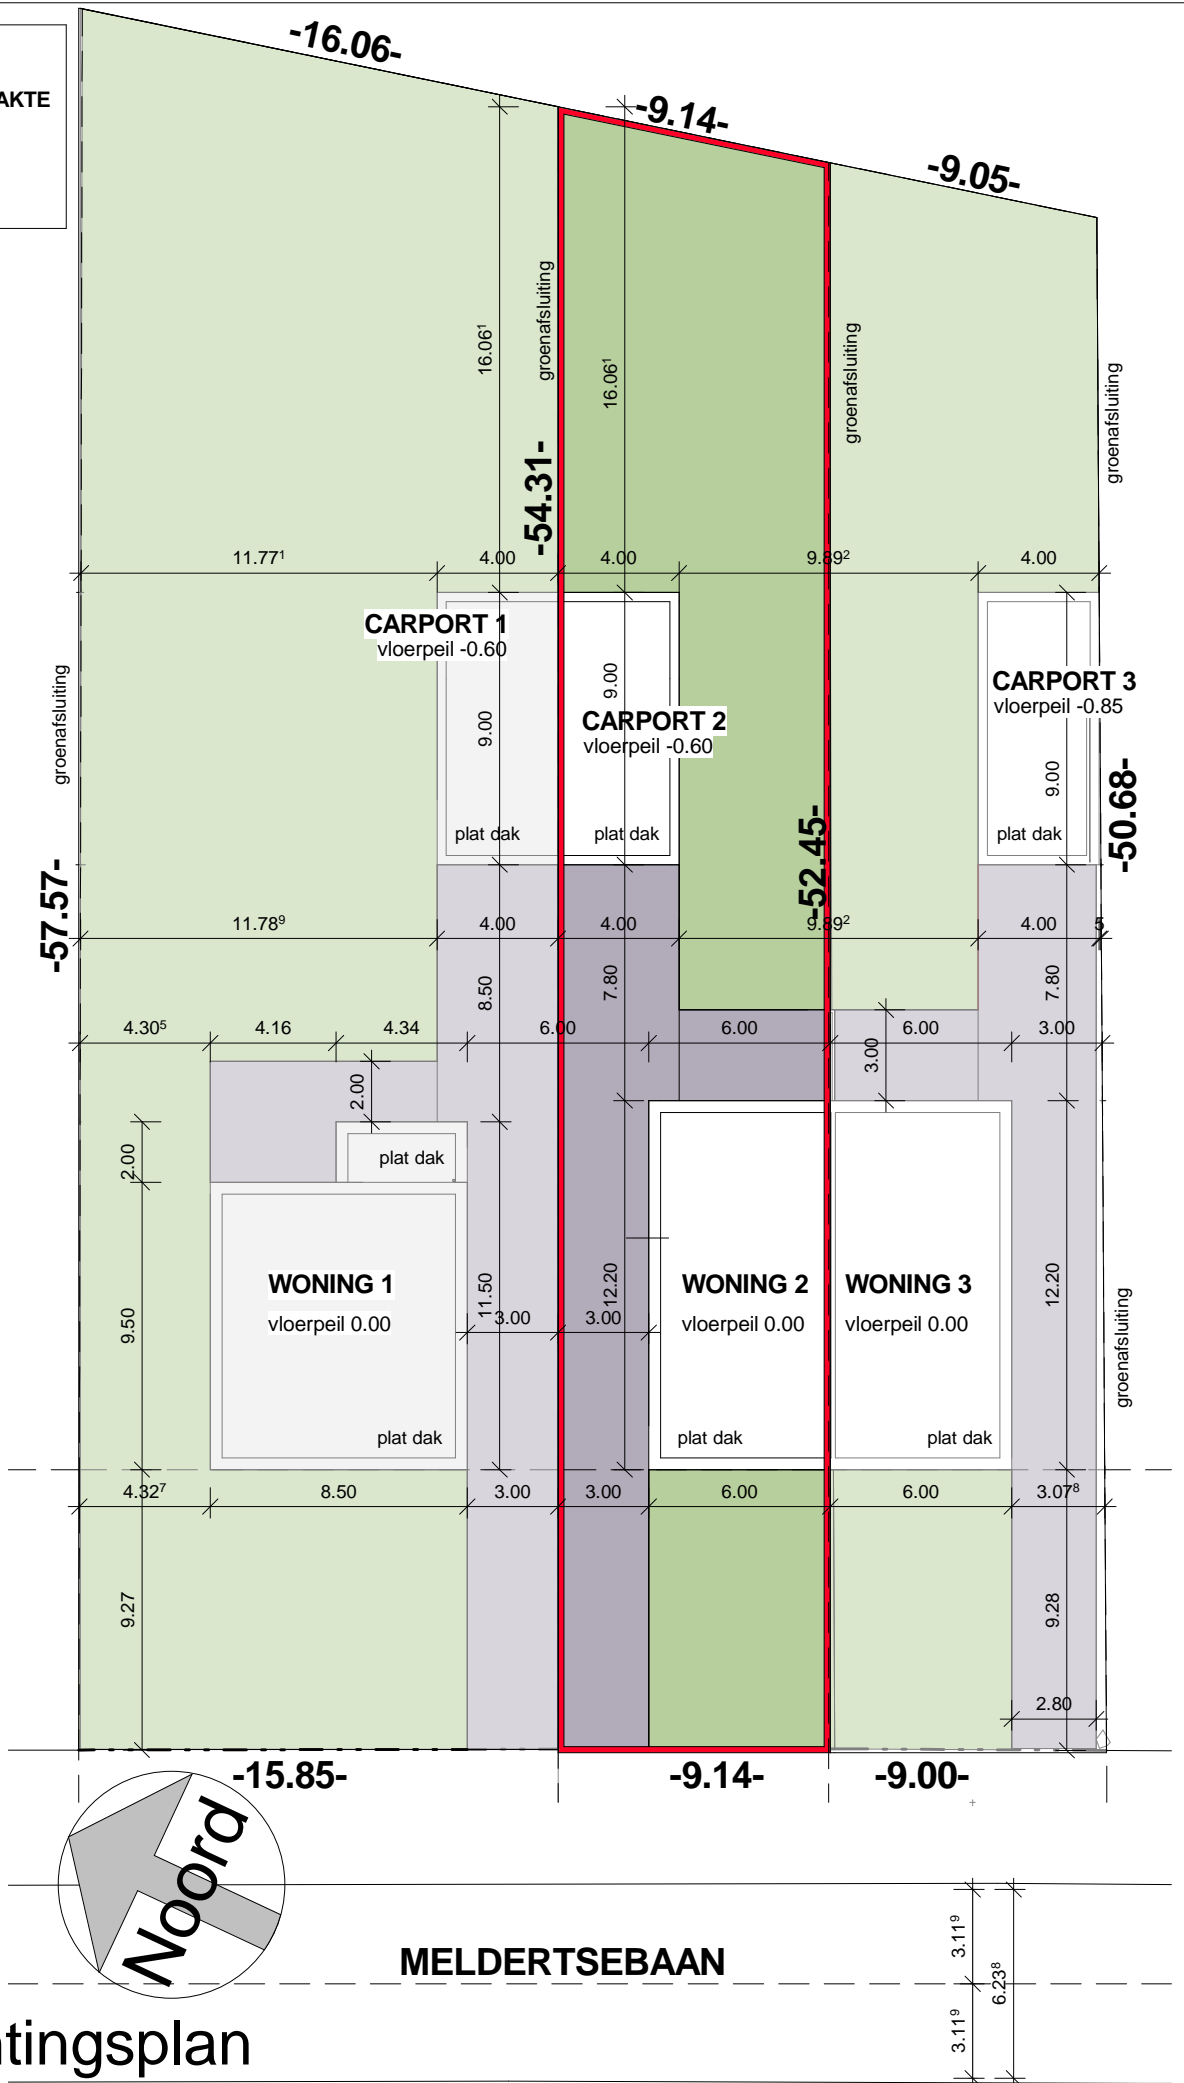 -16.06-
AKTE
-9.14-
-9.05-
groenafsluiting
16.06¹
16.06¹
groenafsluiting
groenafsluiting
-54.31-
11.77¹ 4.00 4.00 9.89² 4.00
CARPORT 1
vloerpeil -0.60
groenafsluiting
9.00
9.00
CARPORT 2
vloerpeil -0.60
CARPORT 3
vloerpeil -0.85
9.00
plat dak
plat dak
plat dak
-50.68-
-52.45-
-57.57-
11.78⁹ 4.00 4.00 9.89² 4.00 5
8.50
7.80
7.80
4.30⁵ 4.16 4.34 6.00 6.00 6.00 3.00
3.00
2.00
2.00
plat dak
WONING 1
vloerpeil 0.00
WONING 2
vloerpeil 0.00
WONING 3
vloerpeil 0.00
9.50
11.50
12.20
12.20
3.00 3.00
groenafsluiting
plat dak
plat dak
plat dak
4.32⁷ 8.50 3.00 3.00 6.00 6.00 3.07⁸
9.27
9.28
2.80
-15.85-
-9.14-
-9.00-
Noord
MELDERTSEBAAN
3.11⁹
6.23⁸
3.11⁹
ntingsplan